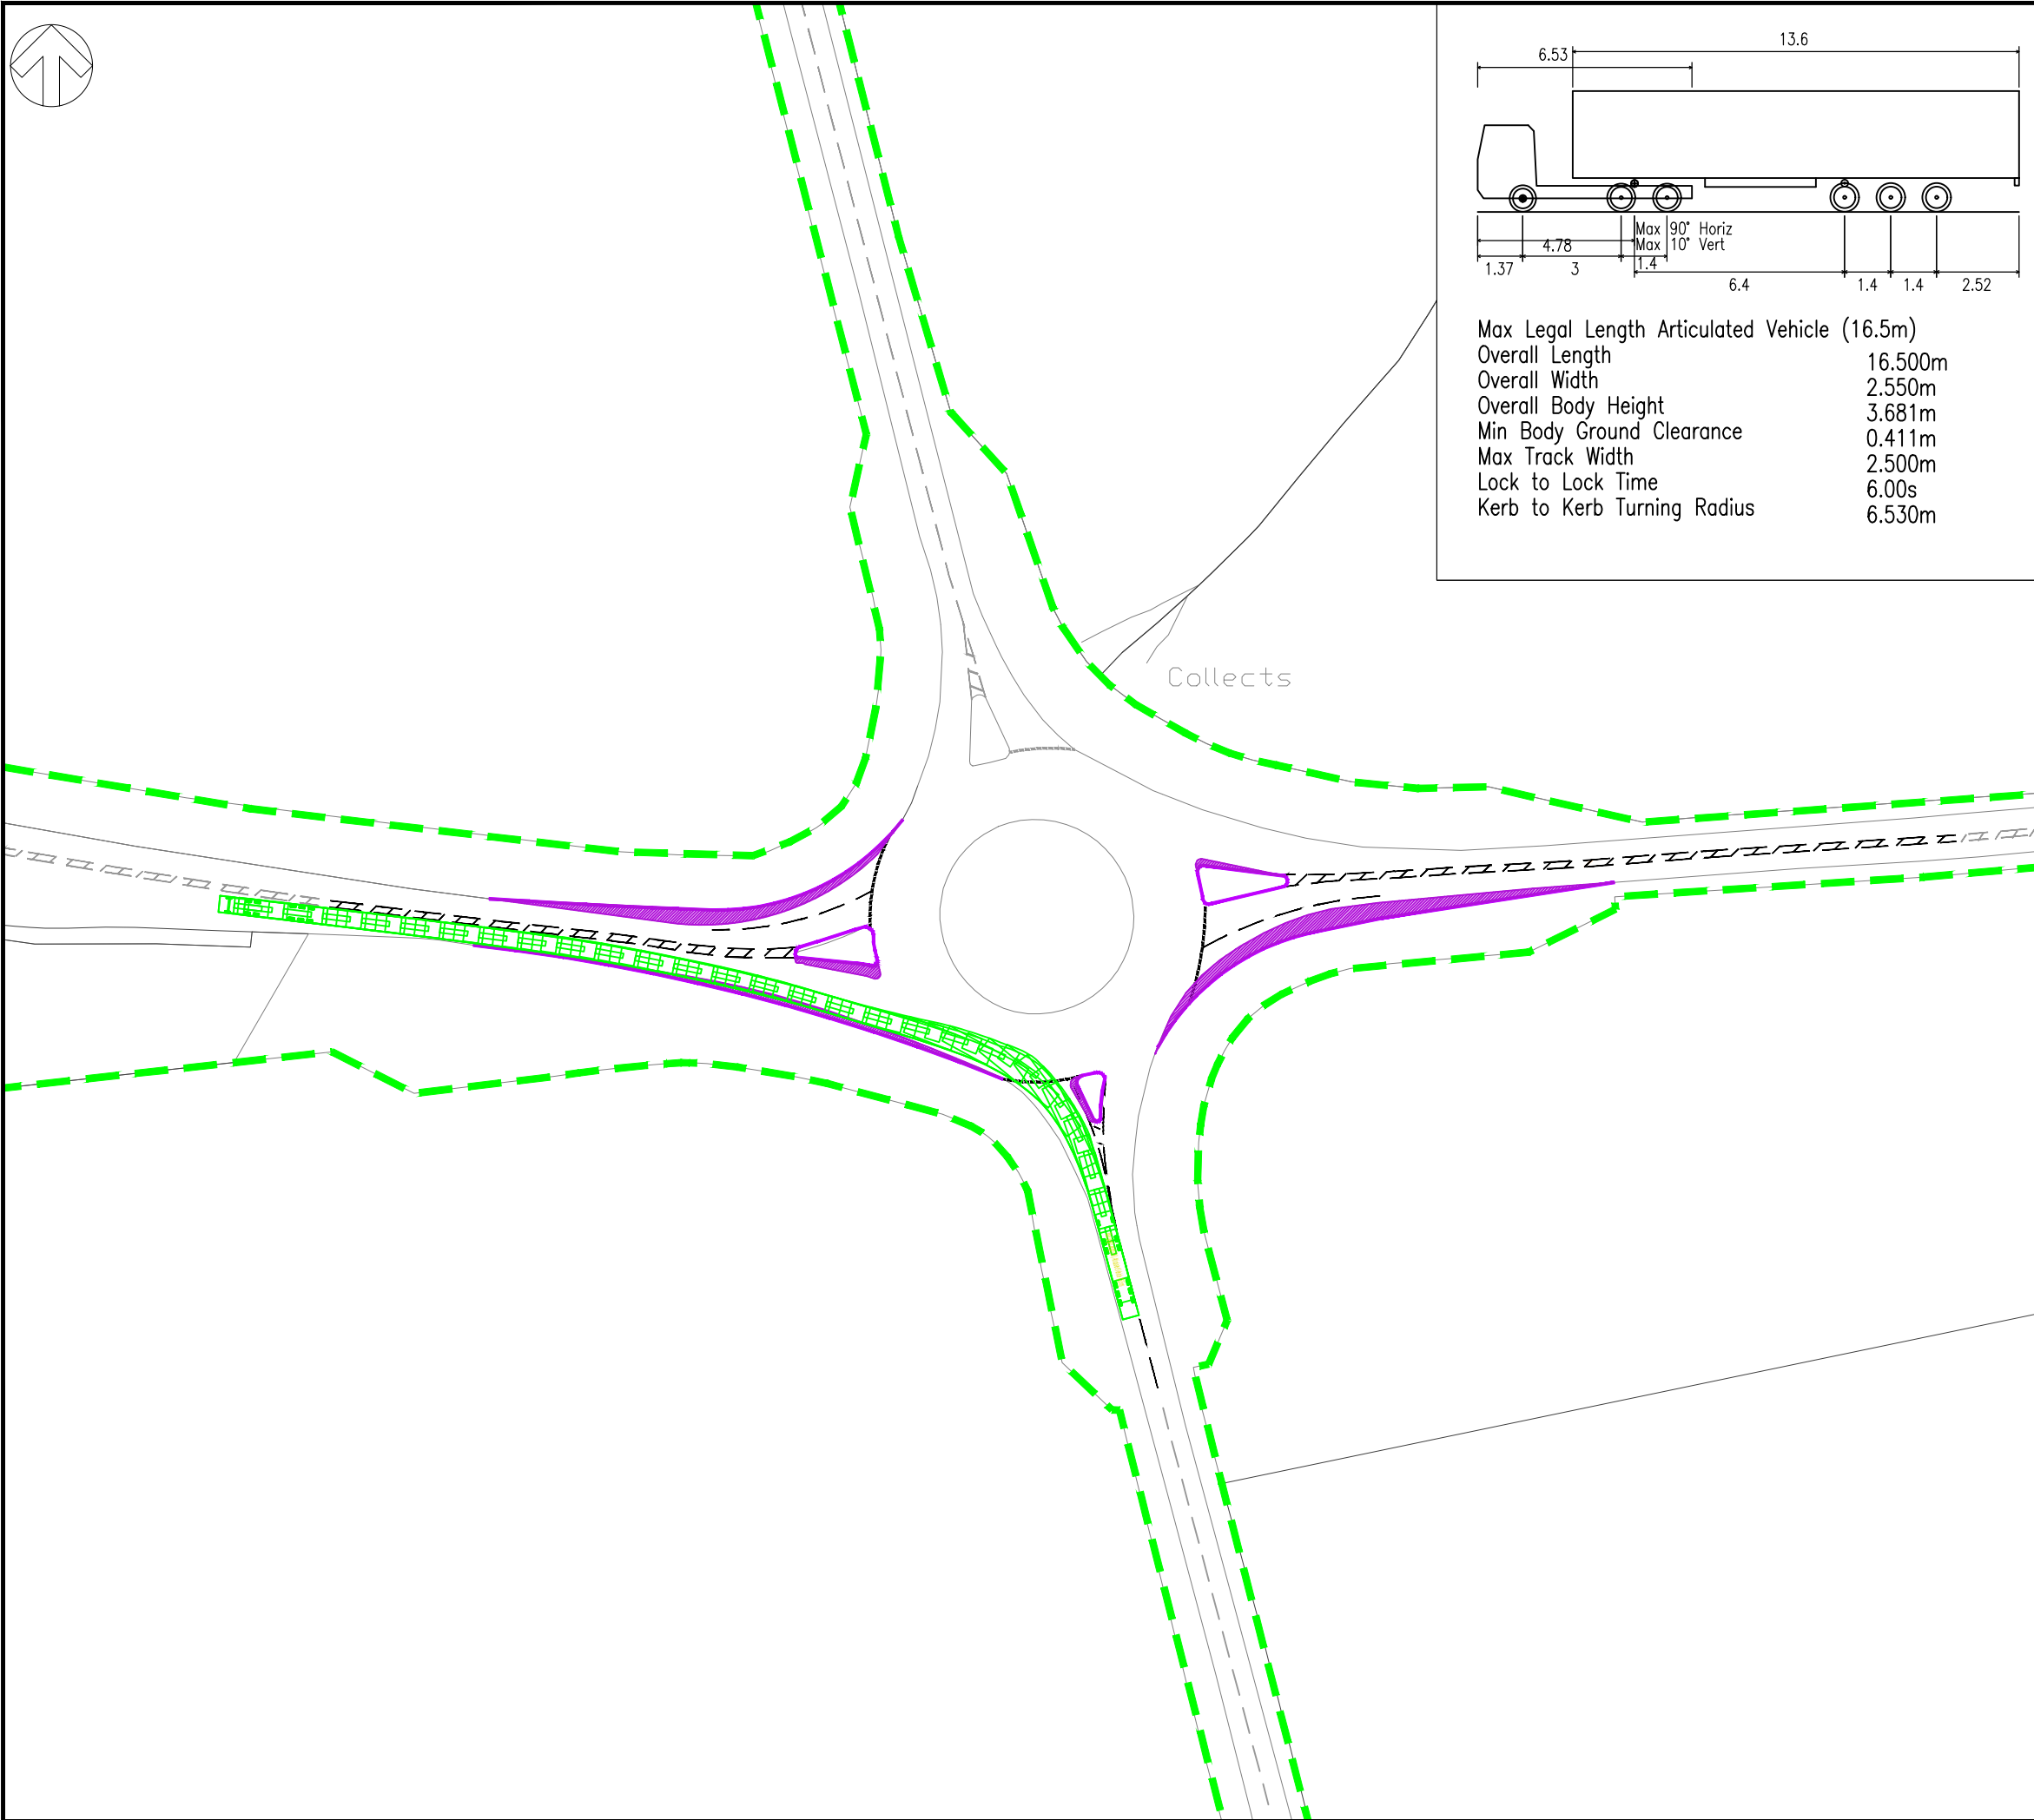 13.6
6.53
Max 90° Horiz
Max 10° Vert
4.78
1.37 3 1.4
6.4 1.4 1.4 2.52
Max Legal Length Articulated Vehicle (16.5m)
Overall Length 16.500m
Overall Width 2.550m
Overall Body Height 3.681m
Min Body Ground Clearance 0.411m
Max Track Width 2.500m
Lock to Lock Time 6.00s
Kerb to Kerb Turning Radius 6.530m
Collects